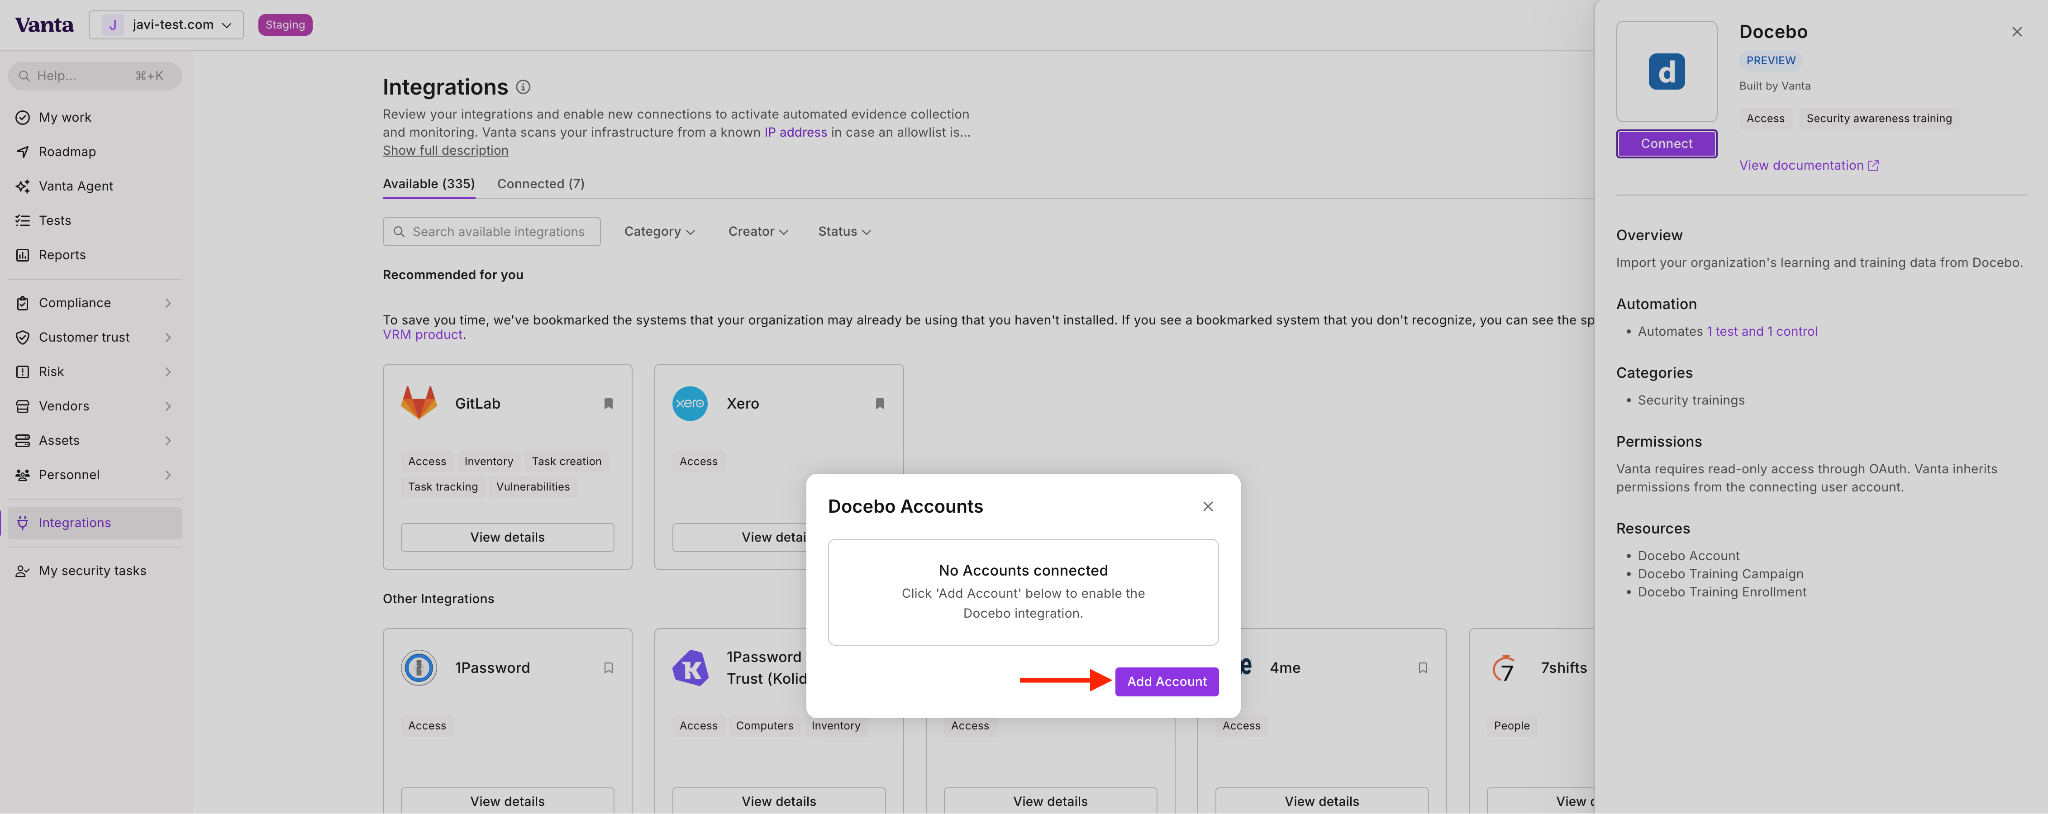 Vanta
J javi-test.com
Staging
Help... ⌘+K
My work
Roadmap
Vanta Agent
Tests
Reports
Compliance
Customer trust
Risk
Vendors
Assets
Personnel
Integrations
My security tasks
Integrations
Review your integrations and enable new connections to activate automated evidence collection
and monitoring. Vanta scans your infrastructure from a known IP address in case an allowlist is...
Show full description
Available (335) Connected (7)
Search available integrations Category Creator Status
Recommended for you
To save you time, we've bookmarked the systems that your organization may already be using that you haven't installed. If you see a bookmarked system that you don't recognize, you can see the sp
VRM product.
GitLab
Access Inventory Task creation
Task tracking Vulnerabilities
View details
xero Xero
Access
View detai
Other Integrations
1Password
Access
View details
1Password
Trust (Kolid
Access Computers Inventory
View details
Access
View details
e 4me
Access
View details
7 7shifts
People
View
Docebo Accounts
No Accounts connected
Click 'Add Account' below to enable the
Docebo integration.
Add Account
d
Docebo
PREVIEW
Built by Vanta
Access Security awareness training
Connect
View documentation
Overview
Import your organization's learning and training data from Docebo.
Automation
• Automates 1 test and 1 control
Categories
• Security trainings
Permissions
Vanta requires read-only access through OAuth. Vanta inherits
permissions from the connecting user account.
Resources
• Docebo Account
• Docebo Training Campaign
• Docebo Training Enrollment